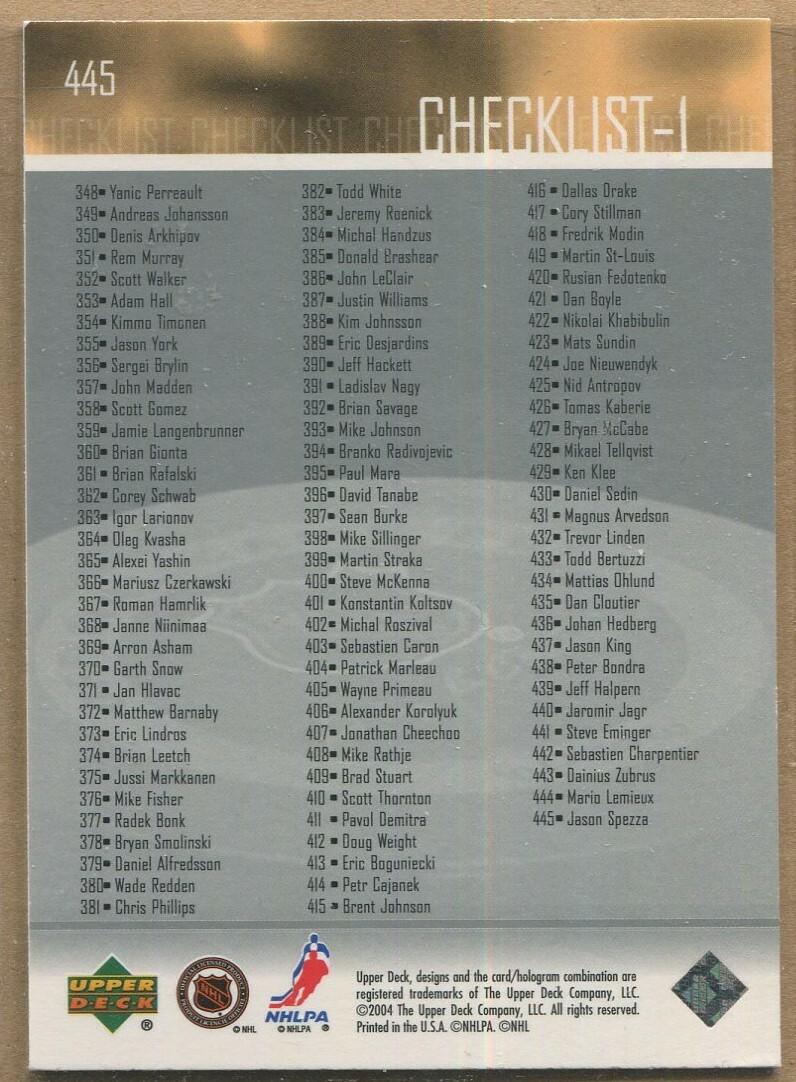 445
CHECKLIST-1
CHECKLIST CHECKLIST CHECKLIST CHE
348 ▪ Yanic Perreault
349 ▪ Andreas Johansson
350 ▪ Denis Arkhipov
351 ▪ Rem Murray
352 ▪ Scott Walker
353 ▪ Adam Hall
354 ▪ Kimmo Timonen
355 ▪ Jason York
356 ▪ Sergei Brylin
357 ▪ John Madden
358 ▪ Scott Gomez
359 ▪ Jamie Langenbrunner
360 ▪ Brian Gionta
361 ▪ Brian Rafalski
362 ▪ Corey Schwab
363 ▪ Igor Larionov
364 ▪ Oleg Kvasha
365 ▪ Alexei Yashin
366 ▪ Mariusz Czerkawski
367 ▪ Roman Hamrlik
368 ▪ Janne Niinimaa
369 ▪ Arron Asham
370 ▪ Garth Snow
371 ▪ Jan Hlavac
372 ▪ Matthew Barnaby
373 ▪ Eric Lindros
374 ▪ Brian Leetch
375 ▪ Jussi Markkanen
376 ▪ Mike Fisher
377 ▪ Radek Bonk
378 ▪ Bryan Smolinski
379 ▪ Daniel Alfredsson
380 ▪ Wade Redden
381 ▪ Chris Phillips
382 ▪ Todd White
383 ▪ Jeremy Roenick
384 ▪ Michal Handzus
385 ▪ Donald Brashear
386 ▪ John LeClair
387 ▪ Justin Williams
388 ▪ Kim Johnsson
389 ▪ Eric Desjardins
390 ▪ Jeff Hackett
391 ▪ Ladislav Nagy
392 ▪ Brian Savage
393 ▪ Mike Johnson
394 ▪ Branko Radivojevic
395 ▪ Paul Mara
396 ▪ David Tanabe
397 ▪ Sean Burke
398 ▪ Mike Sillinger
399 ▪ Martin Straka
400 ▪ Steve McKenna
401 ▪ Konstantin Koltsov
402 ▪ Michal Roszival
403 ▪ Sebastien Caron
404 ▪ Patrick Marleau
405 ▪ Wayne Primeau
406 ▪ Alexander Korolyuk
407 ▪ Jonathan Cheechoo
408 ▪ Mike Rathje
409 ▪ Brad Stuart
410 ▪ Scott Thornton
411 ▪ Pavol Demitra
412 ▪ Doug Weight
413 ▪ Eric Boguniecki
414 ▪ Petr Cajanek
415 ▪ Brent Johnson
416 ▪ Dallas Drake
417 ▪ Cory Stillman
418 ▪ Fredrik Modin
419 ▪ Martin St-Louis
420 ▪ Rusian Fedotenko
421 ▪ Dan Boyle
422 ▪ Nikolai Khabibulin
423 ▪ Mats Sundin
424 ▪ Joe Nieuwendyk
425 ▪ Nid Antropov
426 ▪ Tomas Kaberie
427 ▪ Bryan McCabe
428 ▪ Mikael Tellqvist
429 ▪ Ken Klee
430 ▪ Daniel Sedin
431 ▪ Magnus Arvedson
432 ▪ Trevor Linden
433 ▪ Todd Bertuzzi
434 ▪ Mattias Ohlund
435 ▪ Dan Cloutier
436 ▪ Johan Hedberg
437 ▪ Jason King
438 ▪ Peter Bondra
439 ▪ Jeff Halpern
440 ▪ Jaromir Jagr
441 ▪ Steve Eminger
442 ▪ Sebastien Charpentier
443 ▪ Dainius Zubrus
444 ▪ Mario Lemieux
445 ▪ Jason Spezza
UPPER
DECK
®
NHL
©NHL
NHLPA
©NHLPA ®
Upper Deck, designs and the card/hologram combination are
registered trademarks of The Upper Deck Company, LLC.
©2004 The Upper Deck Company, LLC. All rights reserved.
Printed in the U.S.A. ©NHLPA. ©NHL